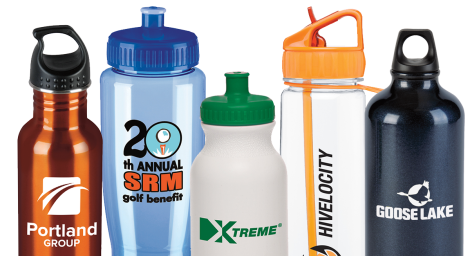 Portland
GROUP
20
th ANNUAL
SRM
golf benefit
XTREME®
HIVELOCITY
GOOSE LAKE